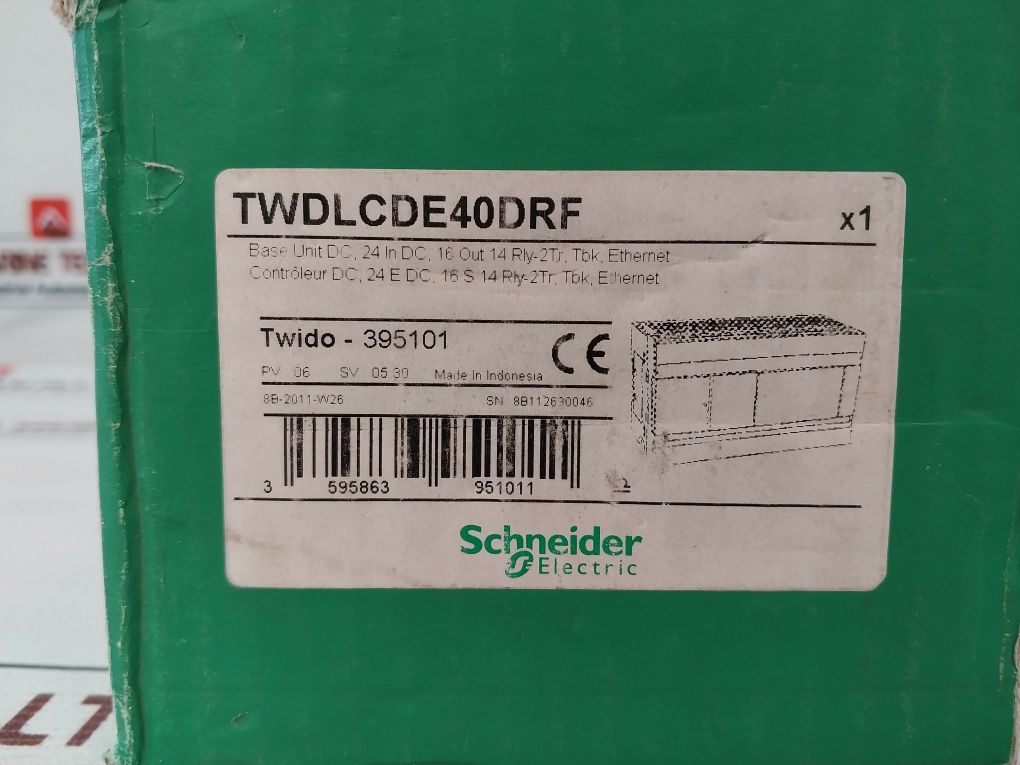 TWDLCDE40DRF x1
Base Unit DC, 24 In DC, 16 Out 14 Rly-2Tr, Tbk, Ethernet
Contrôleur DC, 24 E DC, 16 S 14 Rly-2Tr, Tbk, Ethernet
Twido - 395101
CE
PV : 06 SV : 05.30 Made In Indonesia
8B-2011-W26 SN : 8B112630046
3 595863 951011
Schneider
Electric
LT